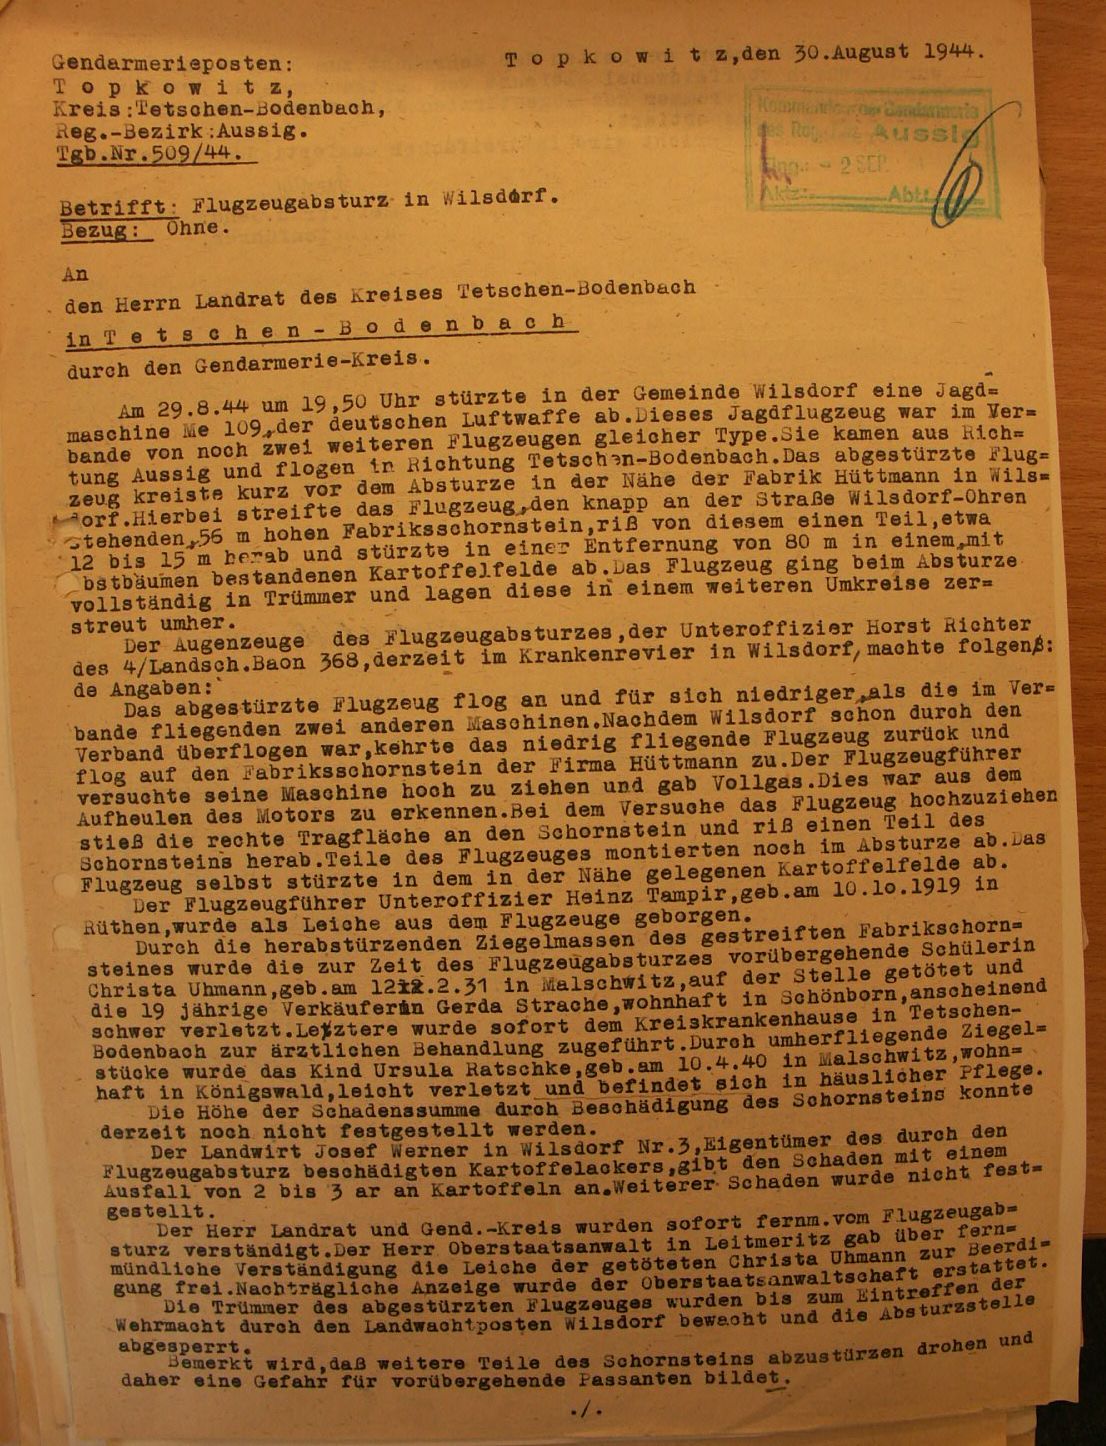 Gendarmerieposten:
T o p k o w i t z,den 30.August 1944.
T o p k o w i t z,
Kreis:Tetschen-Bodenbach,
Reg.-Bezirk:Aussig.
Tgb.Nr.509/44.
Kommandeur der Gendarmerie
des Reg. Aussig
Eing.: - 2 SEP.
Aktz: Abt:
Betrifft: Flugzeugabsturz in Wilsdorf.
Bezug: Ohne.
An
den Herrn Landrat des Kreises Tetschen-Bodenbach
in T e t s c h e n - B o d e n b a c h
durch den Gendarmerie-Kreis.
Am 29.8.44 um 19,50 Uhr stürzte in der Gemeinde Wilsdorf eine Jagd=
maschine Me 109,der deutschen Luftwaffe ab.Dieses Jagdflugzeug war im Ver=
bande von noch zwei weiteren Flugzeugen gleicher Type.Sie kamen aus Rich=
tung Aussig und flogen in Richtung Tetschen-Bodenbach.Das abgestürzte Flug=
zeug kreiste kurz vor dem Absturze in der Nähe der Fabrik Hüttmann in Wils=
dorf.Hierbei streifte das Flugzeug,den knapp an der Straße Wilsdorf-Ohren
stehenden,56 m hohen Fabriksschornstein,riß von diesem einen Teil,etwa
12 bis 15 m herab und stürzte in einer Entfernung von 80 m in einem,mit
bstbäumen bestandenen Kartoffelfelde ab.Das Flugzeug ging beim Absturze
vollständig in Trümmer und lagen diese in einem weiteren Umkreise zer=
streut umher.
Der Augenzeuge des Flugzeugabsturzes,der Unteroffizier Horst Richter
des 4/Landsch.Baon 368,derzeit im Krankenrevier in Wilsdorf,machte folgen=
de Angaben:
Das abgestürzte Flugzeug flog an und für sich niedriger,als die im Ver=
bande fliegenden zwei anderen Maschinen.Nachdem Wilsdorf schon durch den
Verband überflogen war,kehrte das niedrig fliegende Flugzeug zurück und
flog auf den Fabriksschornstein der Firma Hüttmann zu.Der Flugzeugführer
versuchte seine Maschine hoch zu ziehen und gab Vollgas.Dies war aus dem
Aufheulen des Motors zu erkennen.Bei dem Versuche das Flugzeug hochzuziehen
stieß die rechte Tragfläche an den Schornstein und riß einen Teil des
Schornsteins herab.Teile des Flugzeuges montierten noch im Absturze ab.Das
Flugzeug selbst stürzte in dem in der Nähe gelegenen Kartoffelfelde ab.
Der Flugzeugführer Unteroffizier Heinz Tampir,geb.am 10.10.1919 in
Rüthen,wurde als Leiche aus dem Flugzeuge geborgen.
Durch die herabstürzenden Ziegelmassen des gestreiften Fabrikschorn=
steines wurde die zur Zeit des Flugzeugabsturzes vorübergehende Schülerin
Christa Uhmann,geb.am 12.2.31 in Malschwitz,auf der Stelle getötet und
die 19 jährige Verkäuferin Gerda Strache,wohnhaft in Schönborn,anscheinend
schwer verletzt.Letztere wurde sofort dem Kreiskrankenhause in Tetschen-
Bodenbach zur ärztlichen Behandlung zugeführt.Durch umherfliegende Ziegel=
stücke wurde das Kind Ursula Ratschke,geb.am 10.4.40 in Malschwitz,wohn=
haft in Königswald,leicht verletzt und befindet sich in häuslicher Pflege.
Die Höhe der Schadenssumme durch Beschädigung des Schornsteins konnte
derzeit noch nicht festgestellt werden.
Der Landwirt Josef Werner in Wilsdorf Nr.3,Eigentümer des durch den
Flugzeugabsturz beschädigten Kartoffelackers,gibt den Schaden mit einem
Ausfall von 2 bis 3 ar an Kartoffeln an.Weiterer Schaden wurde nicht fest=
gestellt.
Der Herr Landrat und Gend.-Kreis wurden sofort fernm.vom Flugzeugab=
sturz verständigt.Der Herr Oberstaatsanwalt in Leitmeritz gab über fern=
mündliche Verständigung die Leiche der getöteten Christa Uhmann zur Beerdi=
gung frei.Nachträgliche Anzeige wurde der Oberstaatsanwaltschaft erstattet.
Die Trümmer des abgestürzten Flugzeuges wurden bis zum Eintreffen der
Wehrmacht durch den Landwachtposten Wilsdorf bewacht und die Absturzstelle
abgesperrt.
Bemerkt wird,daß weitere Teile des Schornsteins abzustürzen drohen und
daher eine Gefahr für vorübergehende Passanten bildet.
./.